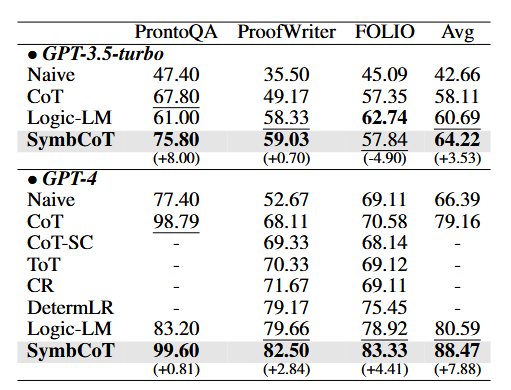 ProntoQA ProofWriter FOLIO Avg
● GPT-3.5-turbo
Naive 47.40 35.50 45.09 42.66
CoT 67.80 49.17 57.35 58.11
Logic-LM 61.00 58.33 62.74 60.69
SymbCoT 75.80 59.03 57.84 64.22
(+8.00) (+0.70) (-4.90) (+3.53)
● GPT-4
Naive 77.40 52.67 69.11 66.39
CoT 98.79 68.11 70.58 79.16
CoT-SC - 69.33 68.14 -
ToT - 70.33 69.12 -
CR - 71.67 69.11 -
DetermLR - 79.17 75.45 -
Logic-LM 83.20 79.66 78.92 80.59
SymbCoT 99.60 82.50 83.33 88.47
(+0.81) (+2.84) (+4.41) (+7.88)